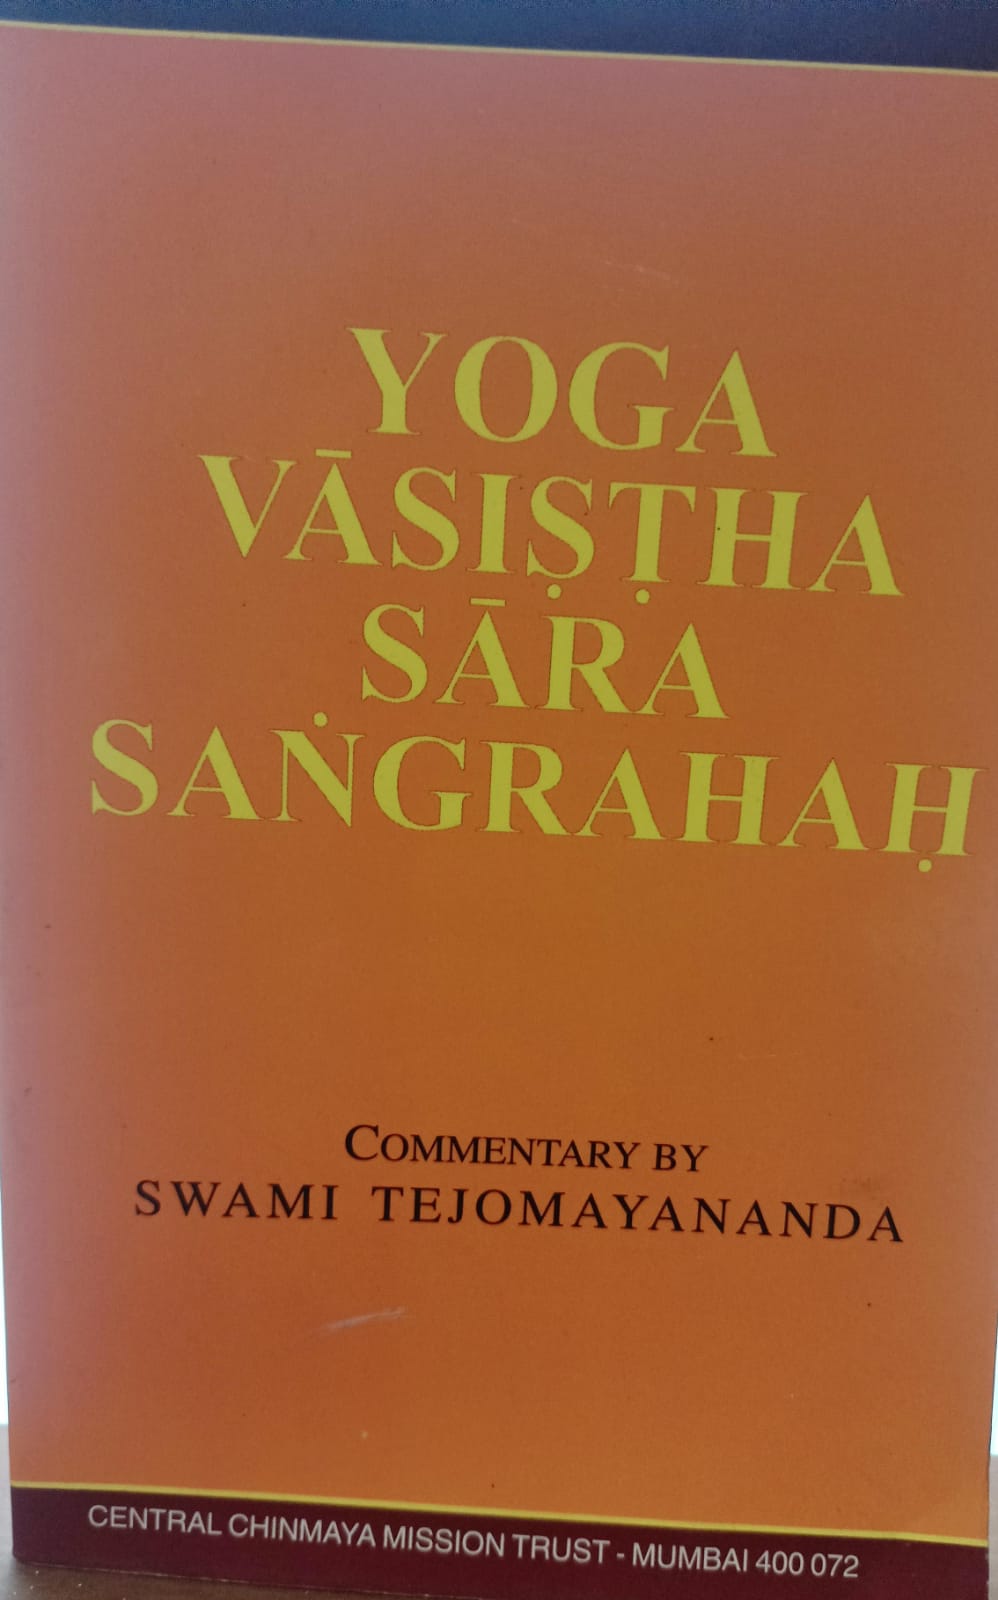 YOGA
VĀSIṢṬHA
SĀRA
SAṄGRAHAḤ
COMMENTARY BY
SWAMI TEJOMAYANANDA
CENTRAL CHINMAYA MISSION TRUST - MUMBAI 400 072